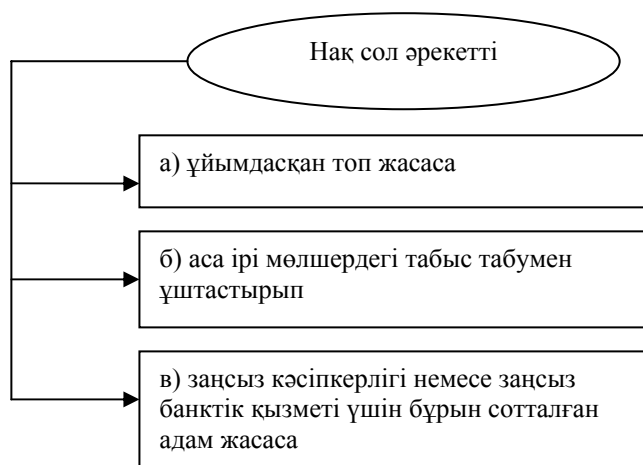 Нақ сол әрекетті
а) ұйымдасқан топ жасаса
б) аса ірі мөлшердегі табыс табумен
ұштастырып
в) заңсыз кәсіпкерлігі немесе заңсыз
банктік қызметі үшін бұрын сотталған
адам жасаса